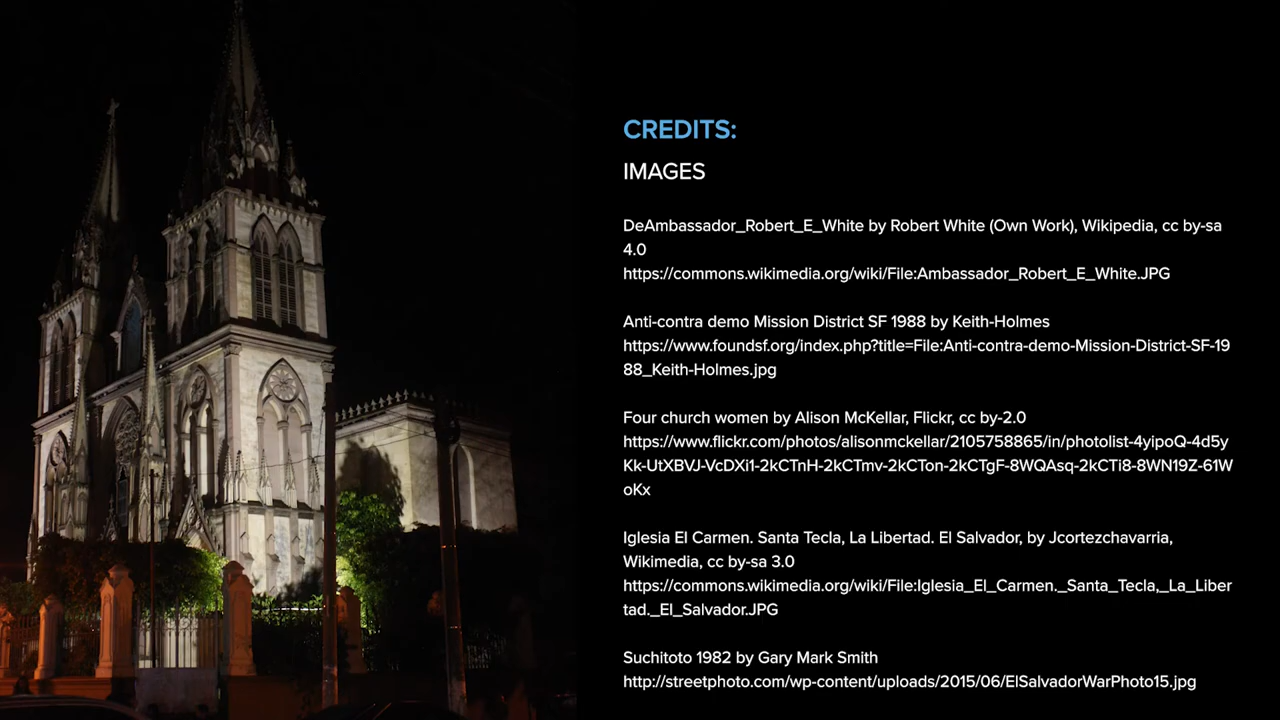 CREDITS:
IMAGES
DeAmbassador_Robert_E_White by Robert White (Own Work), Wikipedia, cc by-sa
4.0
https://commons.wikimedia.org/wiki/File:Ambassador_Robert_E_White.JPG
Anti-contra demo Mission District SF 1988 by Keith-Holmes
https://www.foundsf.org/index.php?title=File:Anti-contra-demo-Mission-District-SF-19
88_Keith-Holmes.jpg
Four church women by Alison McKellar, Flickr, cc by-2.0
https://www.flickr.com/photos/alisonmckellar/2105758865/in/photolist-4yipoQ-4d5y
Kk-UtXBVJ-VcDXi1-2kCTnH-2kCTmv-2kCTon-2kCTgF-8WQAsq-2kCTi8-8WN19Z-61W
oKx
Iglesia El Carmen. Santa Tecla, La Libertad. El Salvador, by Jcortezchavarria,
Wikimedia, cc by-sa 3.0
https://commons.wikimedia.org/wiki/File:Iglesia_El_Carmen._Santa_Tecla,_La_Liber
tad._El_Salvador.JPG
Suchitoto 1982 by Gary Mark Smith
http://streetphoto.com/wp-content/uploads/2015/06/ElSalvadorWarPhoto15.jpg